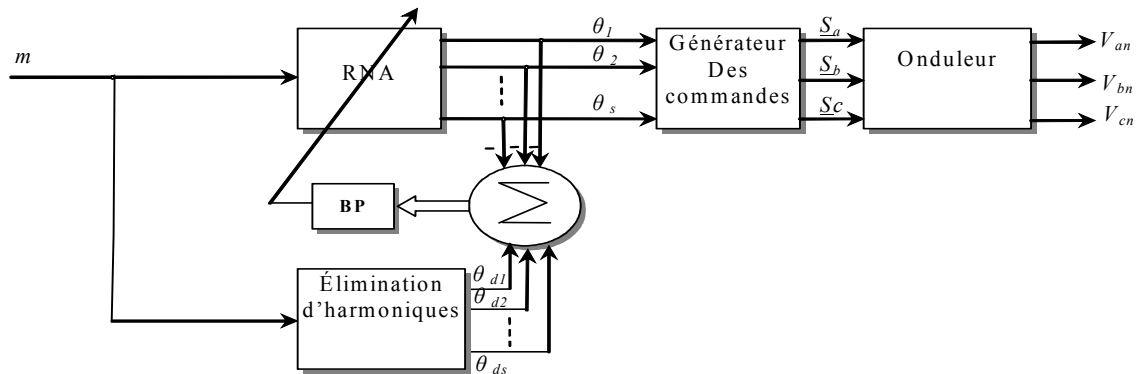 m
RNA
θ1
θ2
θs
Générateur
Des
commandes
Sa
Sb
Sc
Onduleur
Van
Vbn
Vcn
BP
Σ
Élimination
d'harmoniques
θd1
θd2
θds